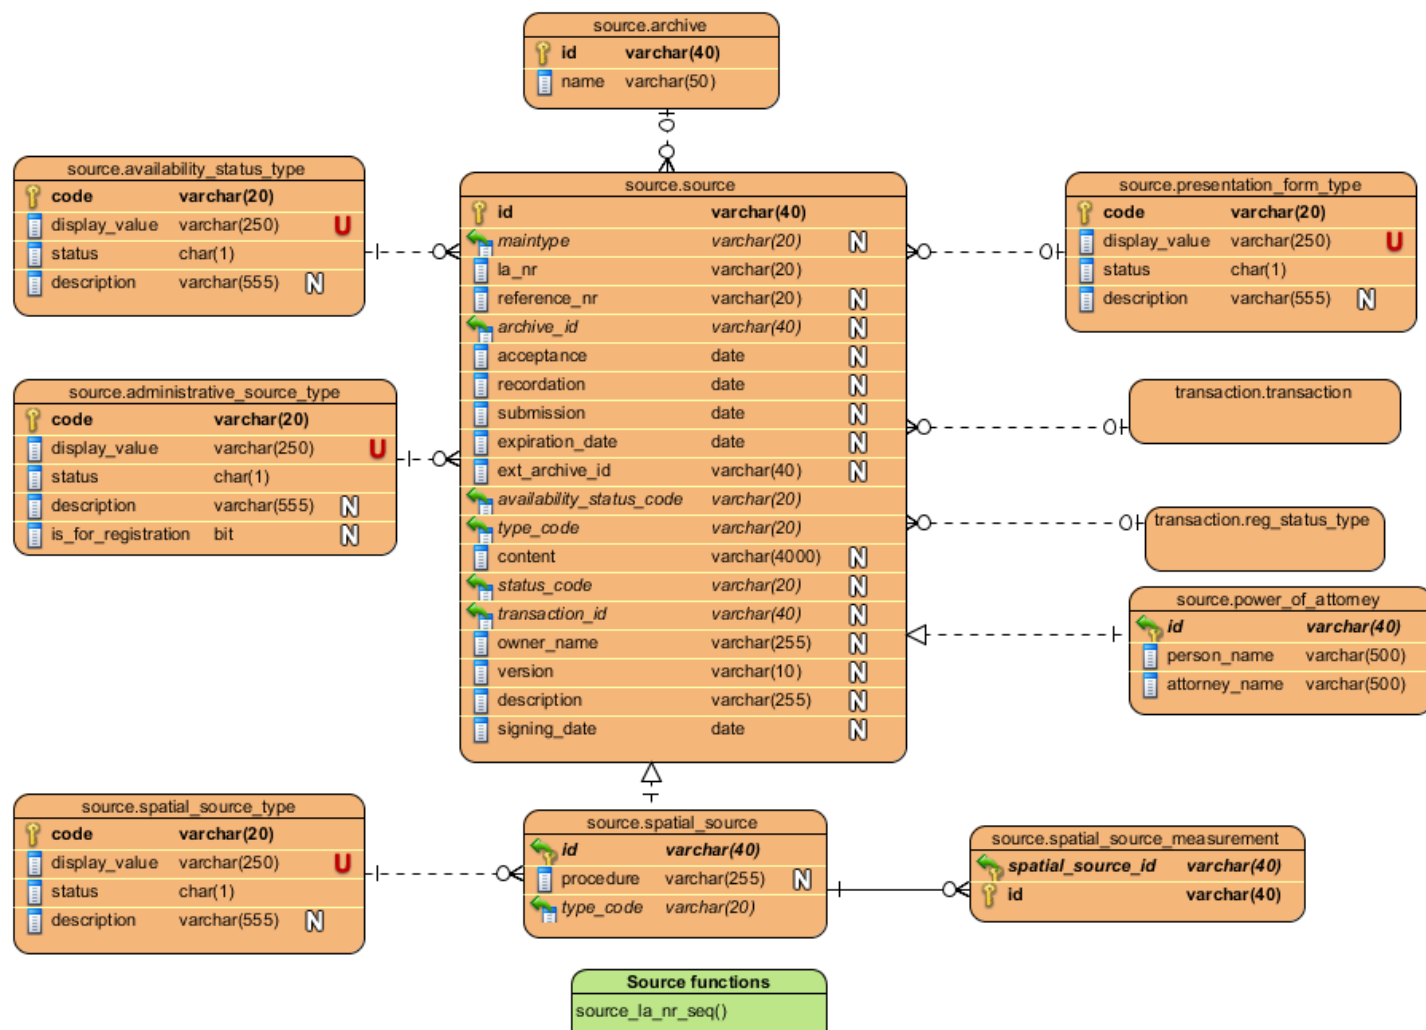 source.archive
id varchar(40)
name varchar(50)
source.availability_status_type
code varchar(20)
display_value varchar(250) U
status char(1)
description varchar(555) N
source.administrative_source_type
code varchar(20)
display_value varchar(250) U
status char(1)
description varchar(555) N
is_for_registration bit N
source.source
id varchar(40)
maintype varchar(20) N
la_nr varchar(20)
reference_nr varchar(20) N
archive_id varchar(40) N
acceptance date N
recordation date N
submission date N
expiration_date date N
ext_archive_id varchar(40) N
availability_status_code varchar(20)
type_code varchar(20)
content varchar(4000) N
status_code varchar(20) N
transaction_id varchar(40) N
owner_name varchar(255) N
version varchar(10) N
description varchar(255) N
signing_date date N
source.presentation_form_type
code varchar(20)
display_value varchar(250) U
status char(1)
description varchar(555) N
transaction.transaction
transaction.reg_status_type
source.power_of_attorney
id varchar(40)
person_name varchar(500)
attorney_name varchar(500)
source.spatial_source_type
code varchar(20)
display_value varchar(250) U
status char(1)
description varchar(555) N
source.spatial_source
id varchar(40)
procedure varchar(255) N
type_code varchar(20)
source.spatial_source_measurement
spatial_source_id varchar(40)
id varchar(40)
Source functions
source_la_nr_seq()